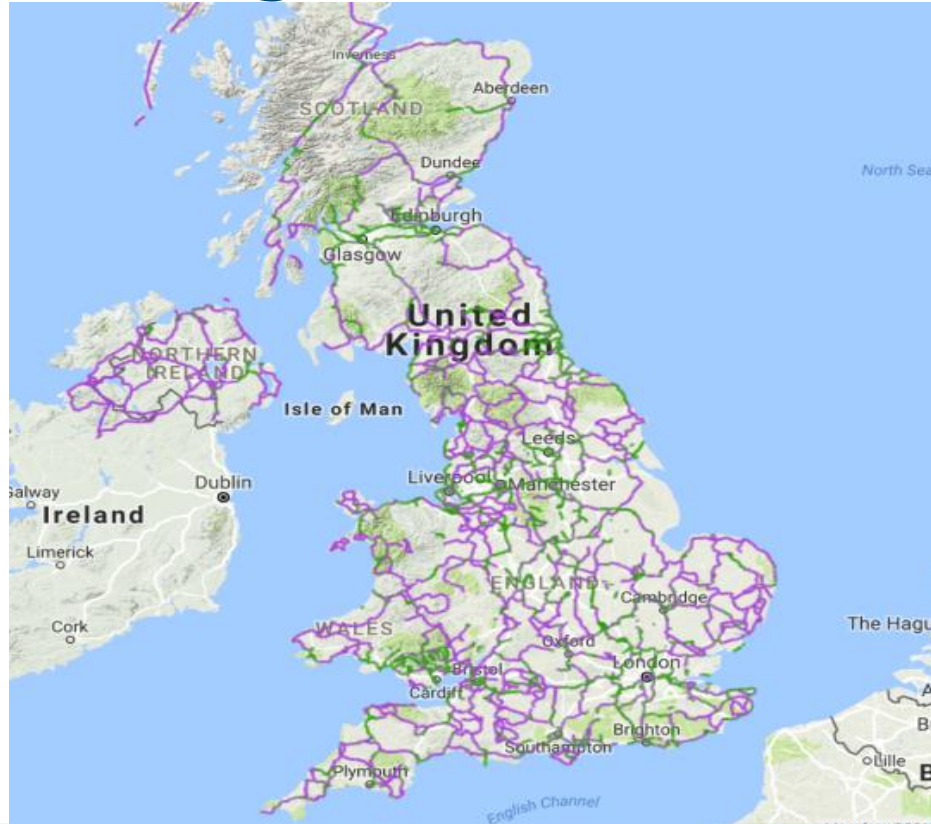 Inverness
SCOTLAND
Aberdeen
Dundee
North Sea
Edinburgh
Glasgow
United
Kingdom
NORTHERN
IRELAND
Isle of Man
Leeds
Dublin
Liverpool
Manchester
Galway
Ireland
Limerick
ENGLAND
Cambridge
Cork
WALES
The Hagu
Oxford
London
Bristol
Cardiff
Brighton
Southampton
Plymouth
Lille
B
English Channel